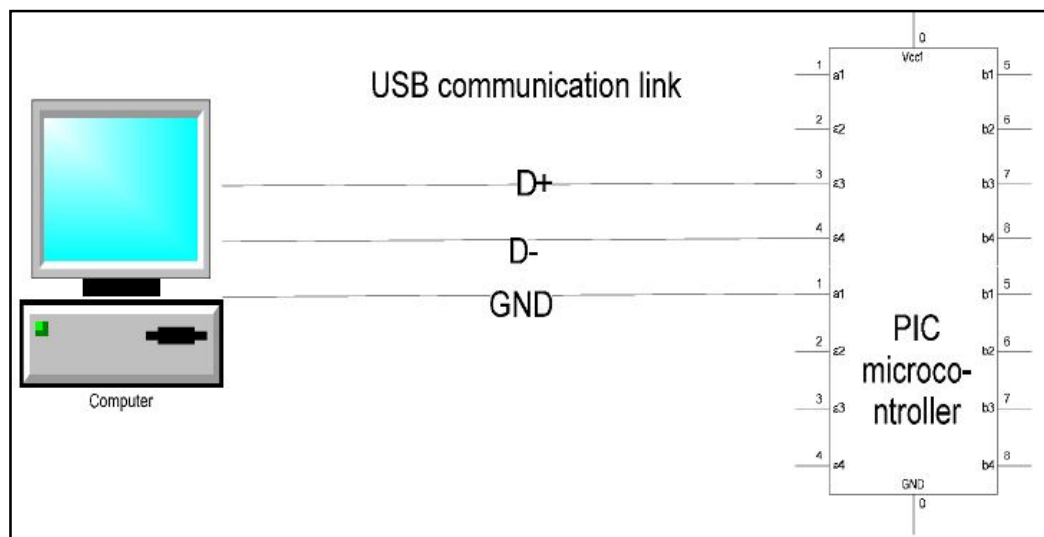 0
Vcc1
USB communication link
1 a1 b1 5
2 a2 b2 6
D+ 3 a3 b3 7
D- 4 a4 b4 8
GND 1 a1 b1 5
2 a2 b2 6
PIC
microco-
ntroller
3 a3 b3 7
4 a4 b4 8
GND
0
Computer